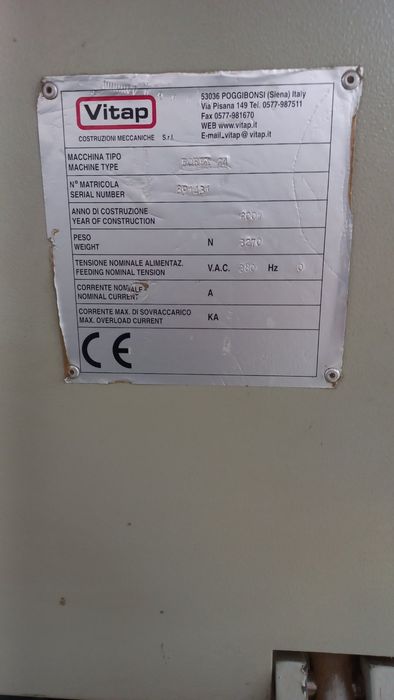 Vitap
COSTRUZIONI MECCANICHE S.r.l.
53036 POGGIBONSI (Siena) Italy
Via Pisana 149 Tel. 0577-987511
Fax 0577-981670
WEB www.vitap.it
E-mail vitap@vitap.it
MACCHINA TIPO
MACHINE TYPE
N° MATRICOLA
SERIAL NUMBER
ANNO DI COSTRUZIONE
YEAR OF CONSTRUCTION
PESO
WEIGHT N 3270
TENSIONE NOMINALE ALIMENTAZ.
FEEDING NOMINAL TENSION V.A.C. 380 Hz
CORRENTE NOMINALE
NOMINAL CURRENT A
CORRENTE MAX. DI SOVRACCARICO
MAX. OVERLOAD CURRENT KA
CE